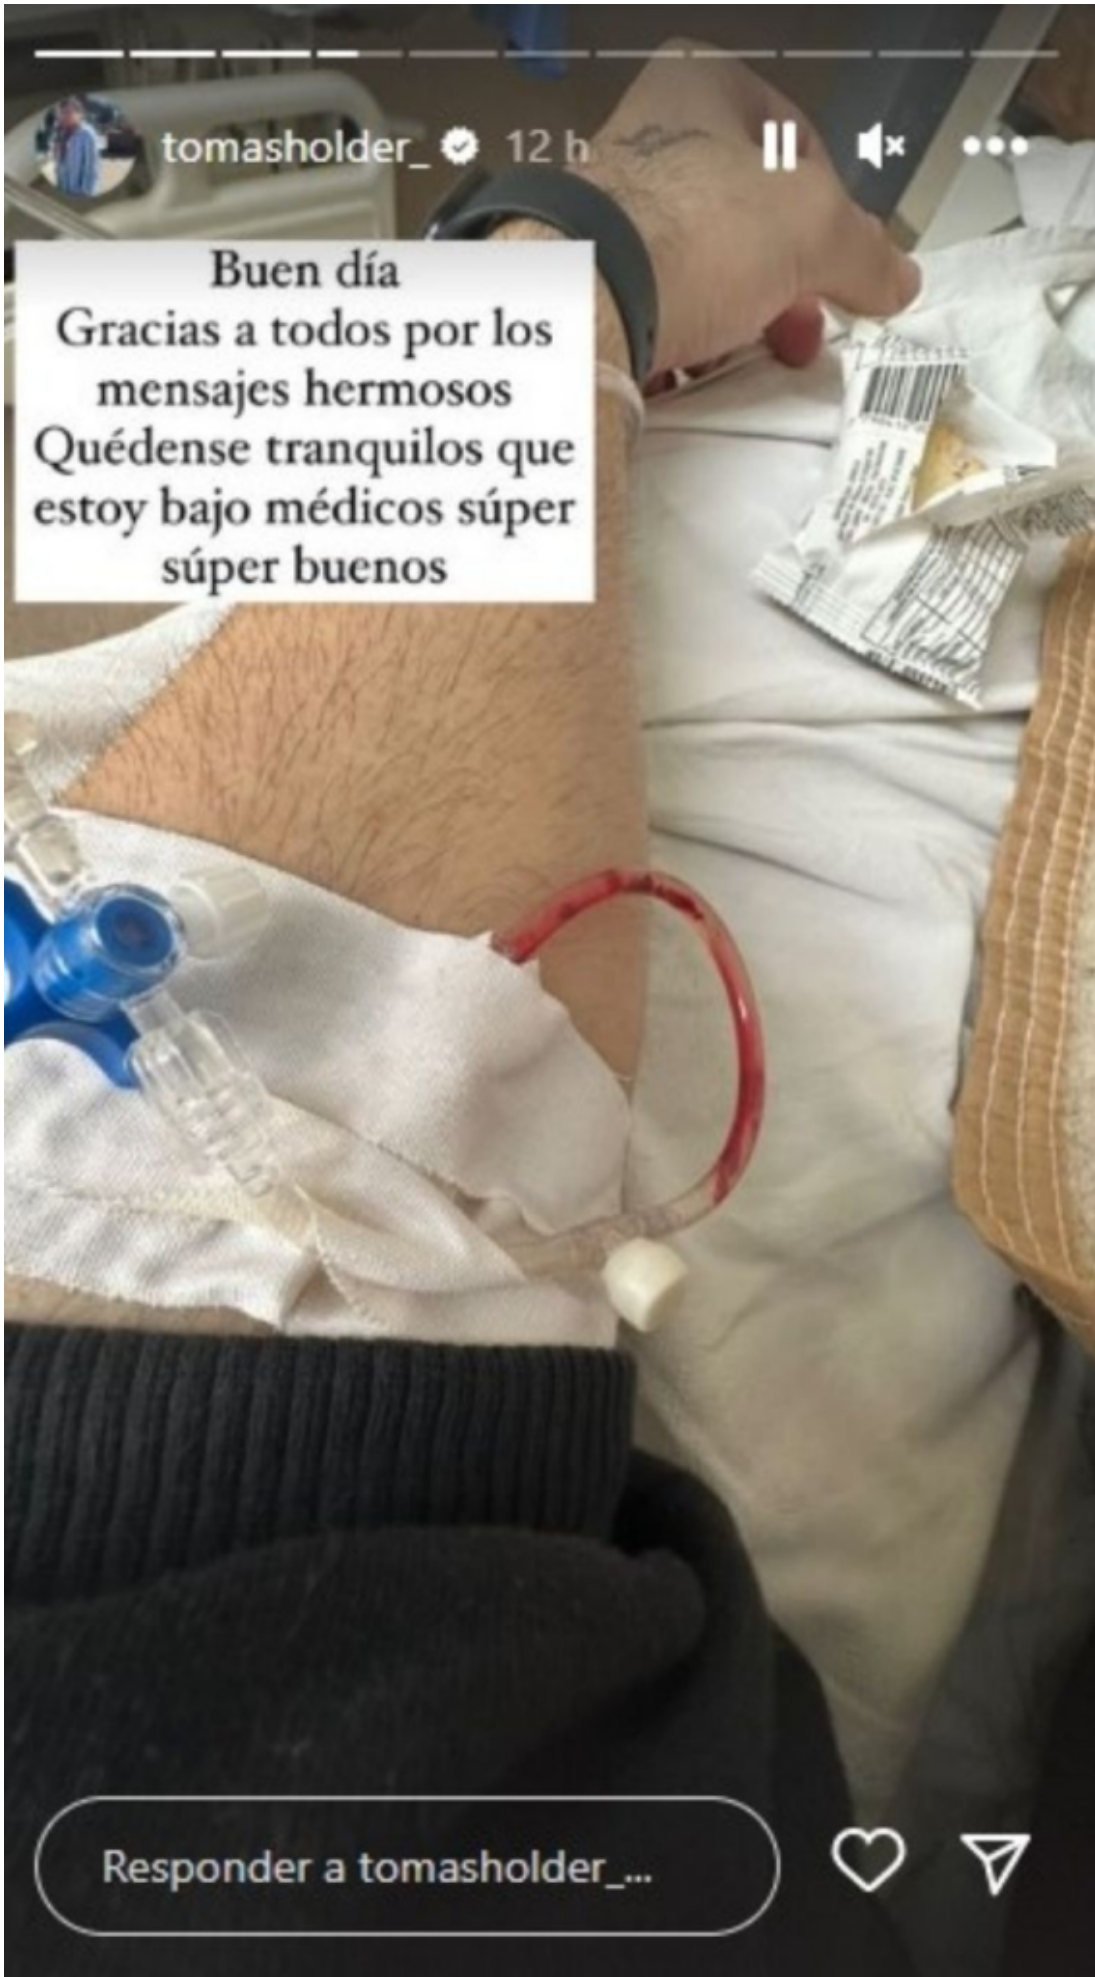 tomasholder_ 12 h
Buen día
Gracias a todos por los
mensajes hermosos
Quédense tranquilos que
estoy bajo médicos súper
súper buenos
Responder a tomasholder_...